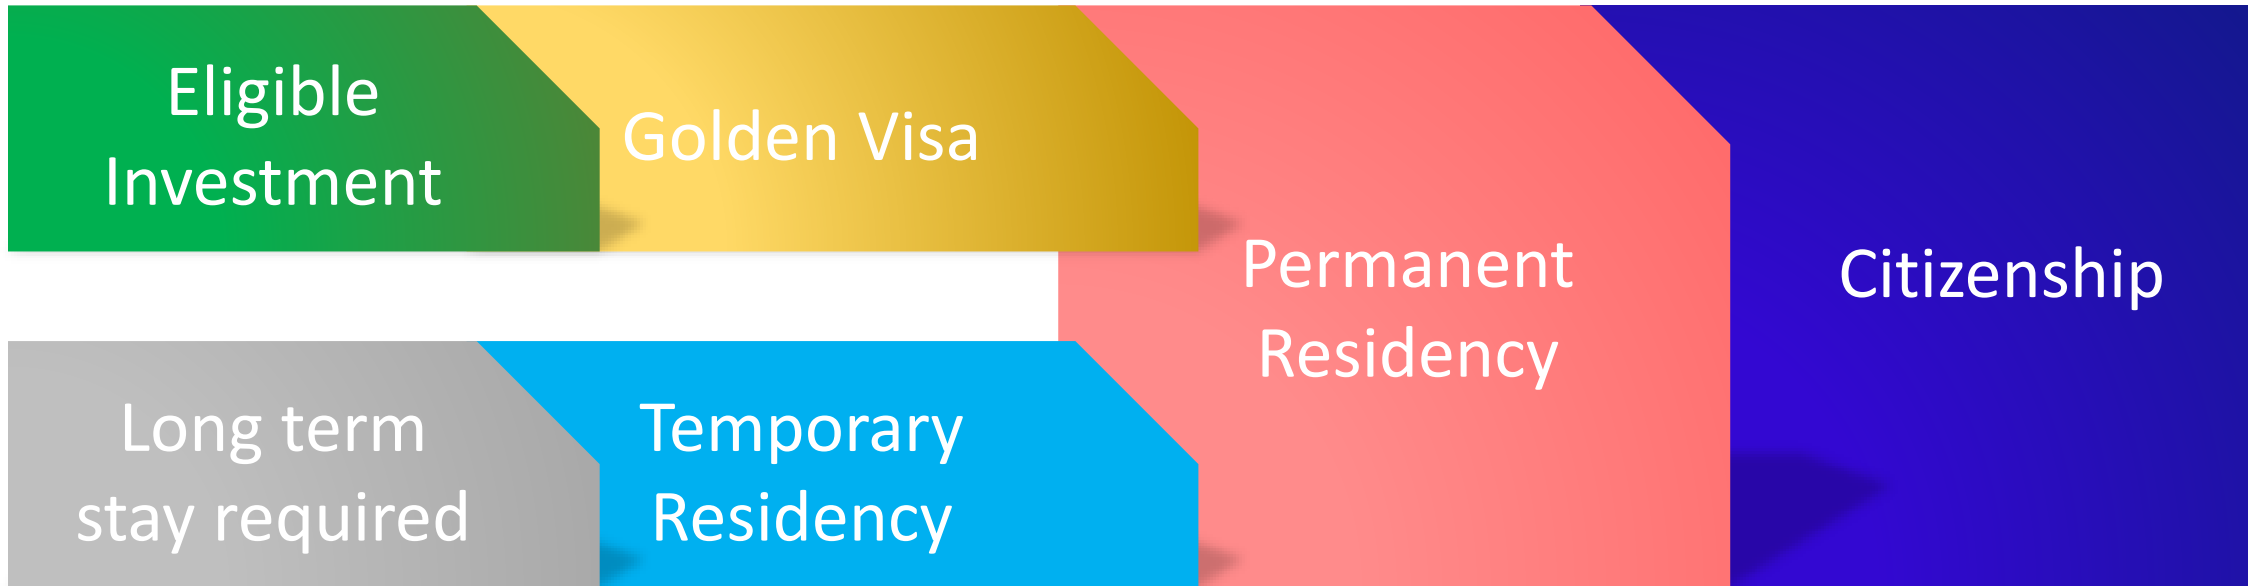 Eligible
Investment
Golden Visa
Permanent
Residency
Citizenship
Long term
stay required
Temporary
Residency